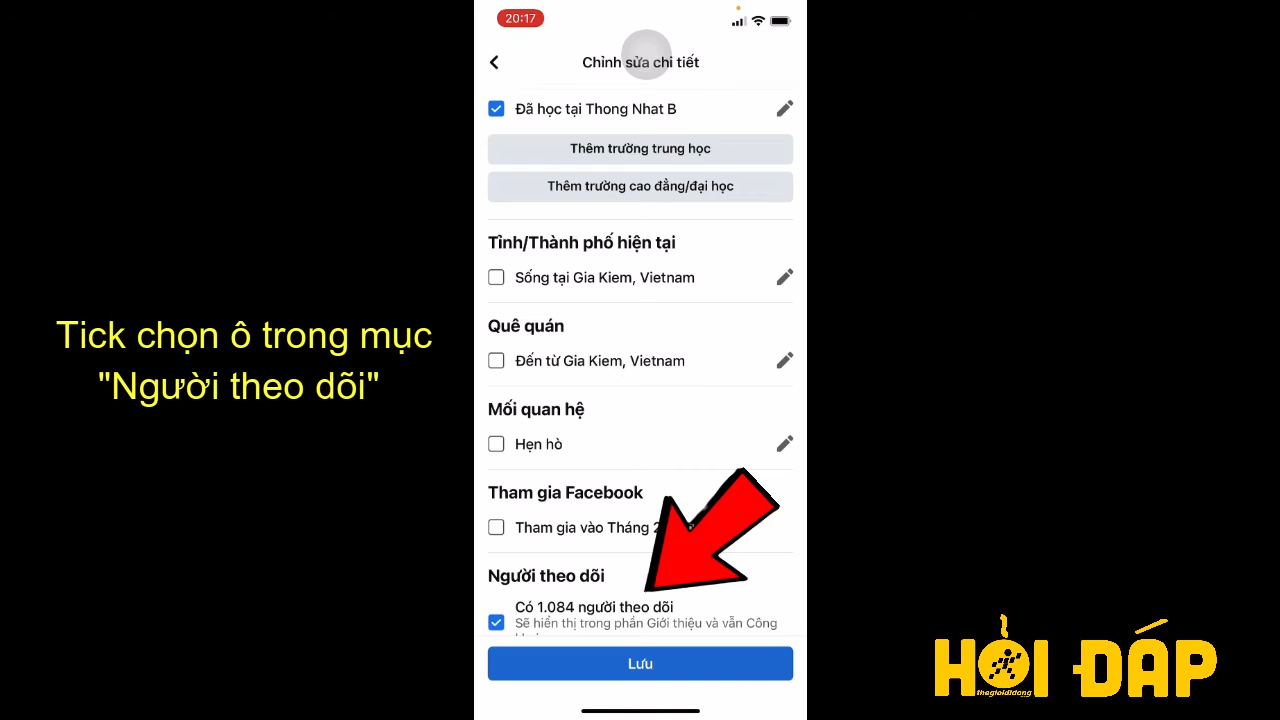 20:17
Chỉnh sửa chi tiết
Đã học tại Thong Nhat B
Thêm trường trung học
Thêm trường cao đẳng/đại học
Tỉnh/Thành phố hiện tại
Sống tại Gia Kiem, Vietnam
Quê quán
Đến từ Gia Kiem, Vietnam
Mối quan hệ
Hẹn hò
Tham gia Facebook
Tham gia vào Tháng 2
Người theo dõi
Có 1.084 người theo dõi
Sẽ hiển thị trong phần Giới thiệu và vẫn Công
Lưu
Tick chọn ô trong mục
"Người theo dõi"
HỎI ĐÁP
thegioididong